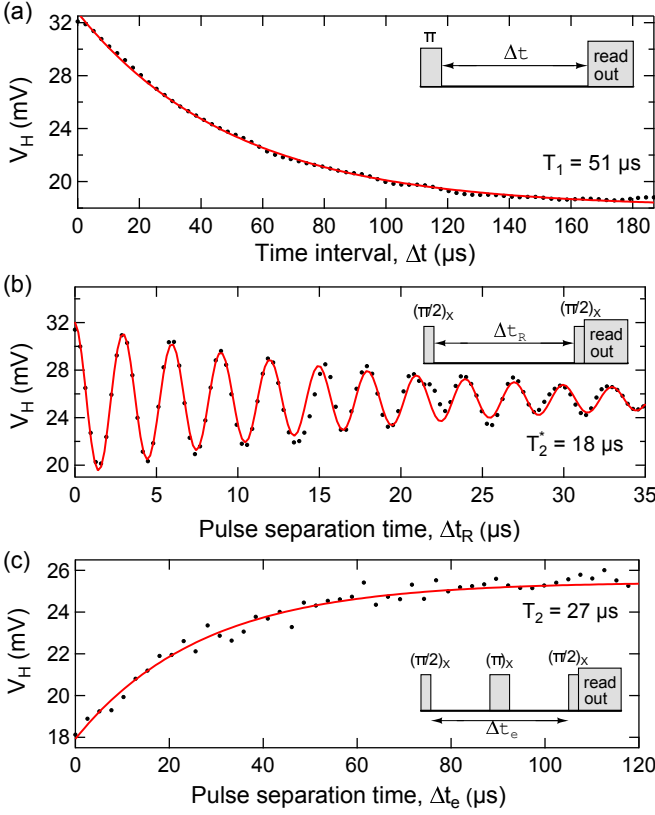 (a)
32
28
24
20
V_H (mV)
π
Δt
read
out
T_1 = 51 μs
0 20 40 60 80 100 120 140 160 180
Time interval, Δt (μs)
(b)
32
28
24
20
V_H (mV)
(π/2)_X (π/2)_X
Δt_R
read
out
T_2^* = 18 μs
0 5 10 15 20 25 30 35
Pulse separation time, Δt_R (μs)
(c)
26
24
22
20
18
V_H (mV)
T_2 = 27 μs
(π/2)_X (π)_X (π/2)_X
read
out
Δt_e
0 20 40 60 80 100 120
Pulse separation time, Δt_e (μs)